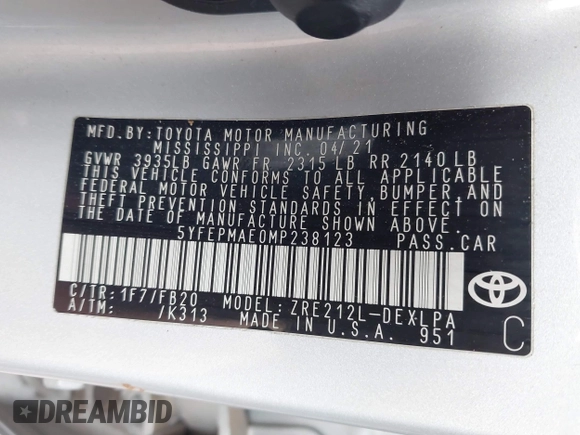 MFD.BY:TOYOTA MOTOR MANUFACTURING
MISSISSIPPI INC. 04/21
GVWR 3935LB GAWR FR 2315 LB RR 2140 LB
THIS VEHICLE CONFORMS TO ALL APPLICABLE
FEDERAL MOTOR VEHICLE SAFETY, BUMPER, AND
THEFT PREVENTION STANDARDS IN EFFECT ON
THE DATE OF MANUFACTURE SHOWN ABOVE.
5YFEPMAE0MP238123 PASS.CAR
C/TR: 1F7/FB20 MODEL: ZRE212L-DEXLPA
A/TM: /K313 MADE IN U.S.A. 951
C
DREAMBID